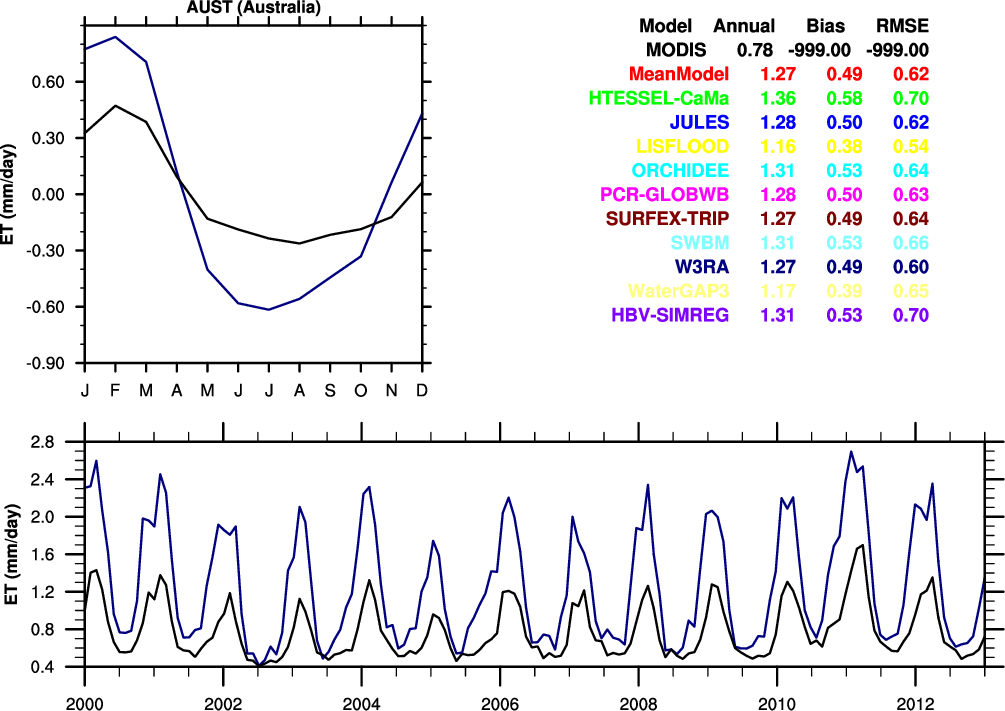 AUST (Australia)
Model Annual Bias RMSE
MODIS 0.78 -999.00 -999.00
MeanModel 1.27 0.49 0.62
HTESSEL-CaMa 1.36 0.58 0.70
JULES 1.28 0.50 0.62
LISFLOOD 1.16 0.38 0.54
ORCHIDEE 1.31 0.53 0.64
PCR-GLOBWB 1.28 0.50 0.63
SURFEX-TRIP 1.27 0.49 0.64
SWBM 1.31 0.53 0.66
W3RA 1.27 0.49 0.60
WaterGAP3 1.17 0.39 0.65
HBV-SIMREG 1.31 0.53 0.70
ET (mm/day)
0.60
0.30
0.00
-0.30
-0.60
-0.90
J F M A M J J A S O N D
ET (mm/day)
2.8
2.4
2.0
1.6
1.2
0.8
0.4
2000 2002 2004 2006 2008 2010 2012